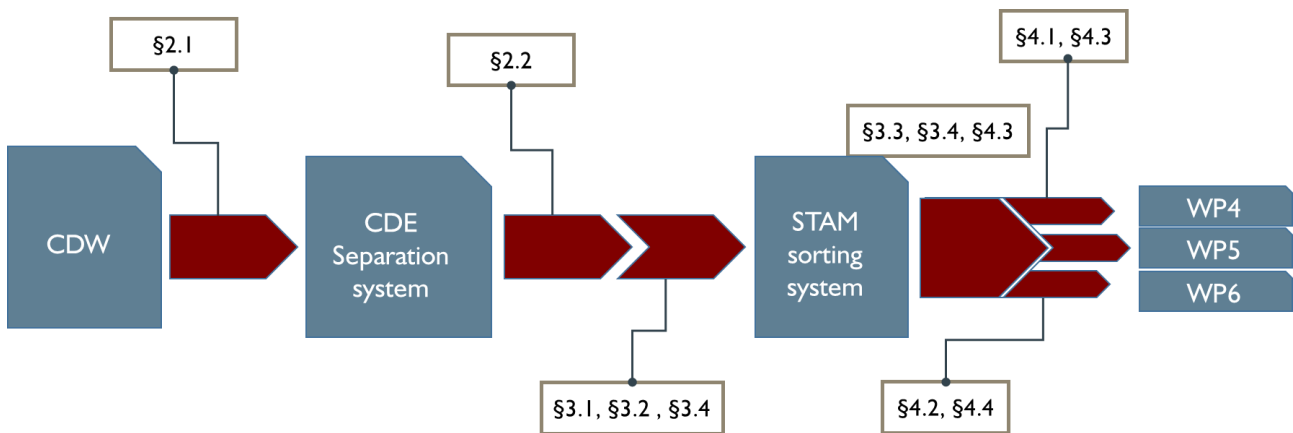 §2.1
§2.2
§4.1, §4.3
§3.3, §3.4, §4.3
CDW
CDE
Separation
system
STAM
sorting
system
WP4
WP5
WP6
§3.1, §3.2 , §3.4
§4.2, §4.4